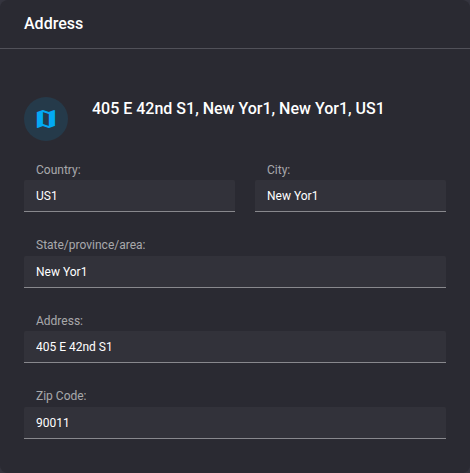 Address
405 E 42nd S1, New Yor1, New Yor1, US1
Country:
City:
US1
New Yor1
State/province/area:
New Yor1
Address:
405 E 42nd S1
Zip Code:
90011